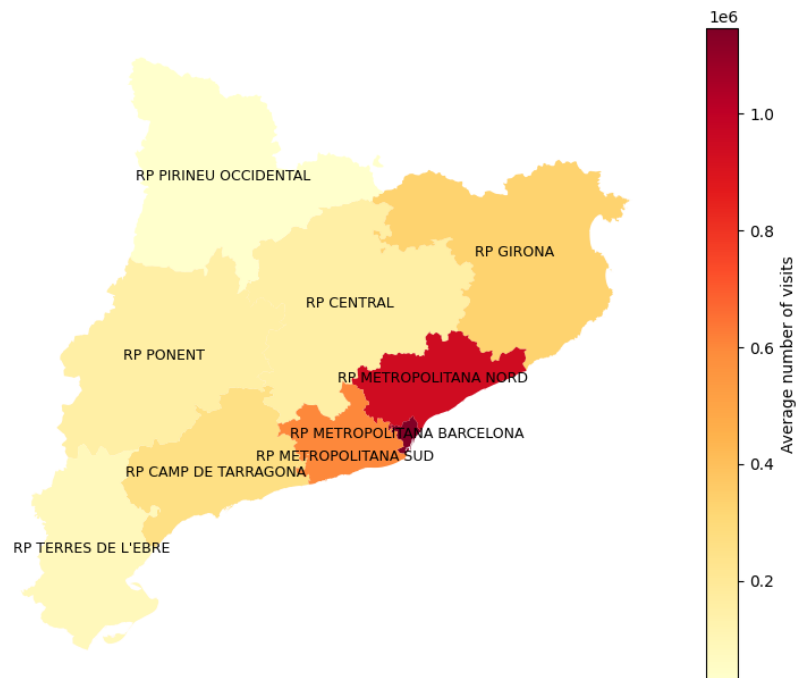 1e6
RP PIRINEU OCCIDENTAL
RP GIRONA
RP CENTRAL
RP PONENT
RP METROPOLITANA NORD
RP METROPOLITANA BARCELONA
RP METROPOLITANA SUD
RP CAMP DE TARRAGONA
RP TERRES DE L'EBRE
1.0
0.8
0.6
0.4
0.2
Average number of visits